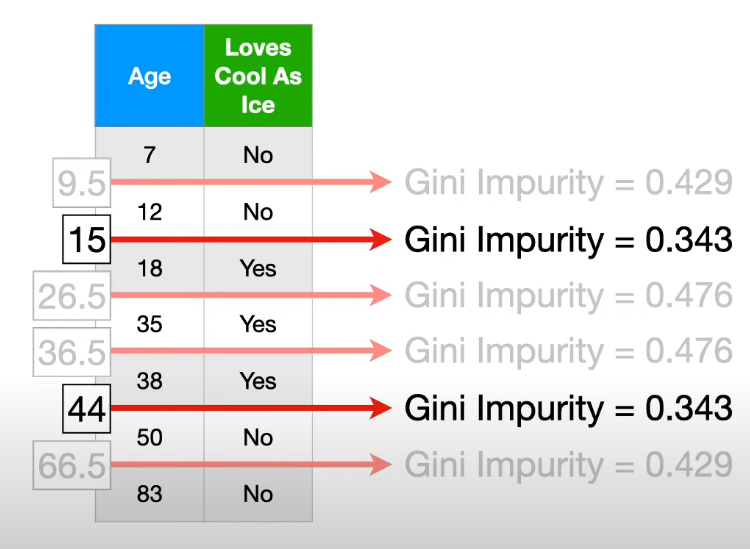 Age
Loves
Cool As
Ice
7 No
9.5 Gini Impurity = 0.429
12 No
15 Gini Impurity = 0.343
18 Yes
26.5 Gini Impurity = 0.476
35 Yes
36.5 Gini Impurity = 0.476
38 Yes
44 Gini Impurity = 0.343
50 No
66.5 Gini Impurity = 0.429
83 No